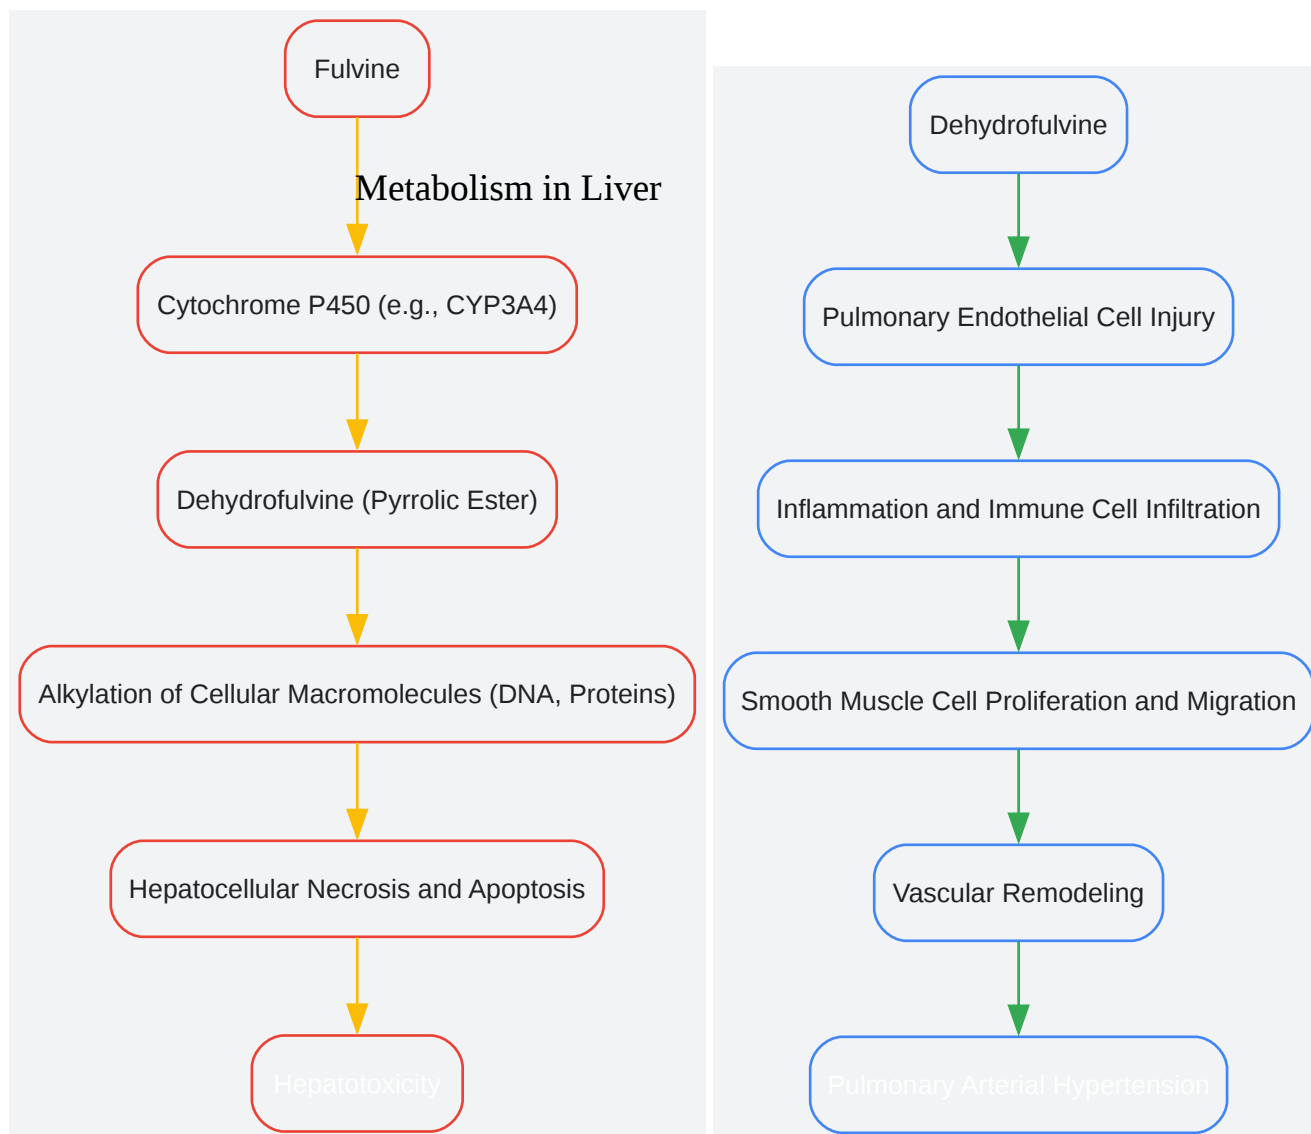 Fulvine
Metabolism in Liver
Cytochrome P450 (e.g., CYP3A4)
Dehydrofulvine (Pyrrolic Ester)
Alkylation of Cellular Macromolecules (DNA, Proteins)
Hepatocellular Necrosis and Apoptosis
Hepatotoxicity
Dehydrofulvine
Pulmonary Endothelial Cell Injury
Inflammation and Immune Cell Infiltration
Smooth Muscle Cell Proliferation and Migration
Vascular Remodeling
Pulmonary Arterial Hypertension